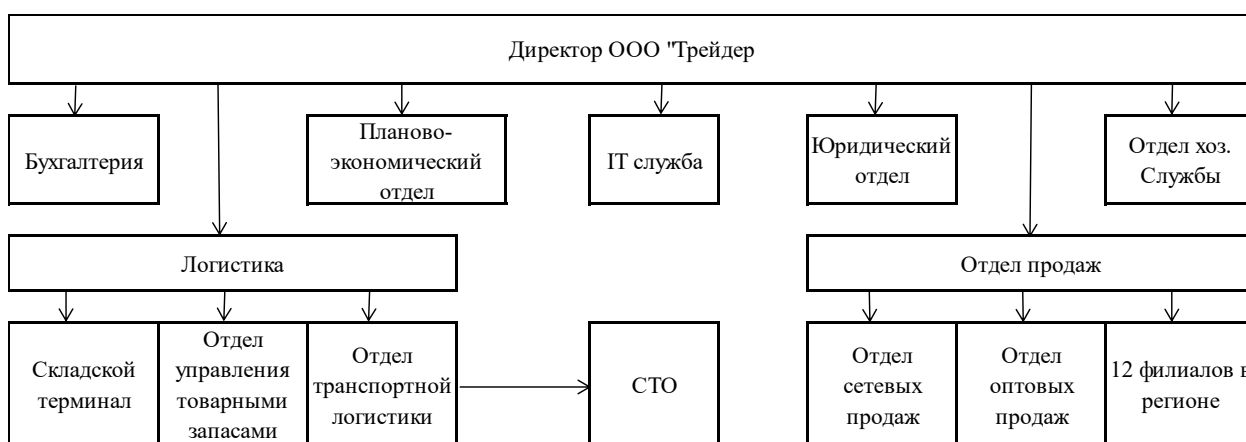 Директор ООО "Трейдер
Бухгалтерия
Планово-
экономический
отдел
IT служба
Юридический
отдел
Отдел хоз.
Службы
Логистика
Отдел продаж
Складской
терминал
Отдел
управления
товарными
запасами
Отдел
транспортной
логистики
СТО
Отдел
сетевых
продаж
Отдел
оптовых
продаж
12 филиалов в
регионе